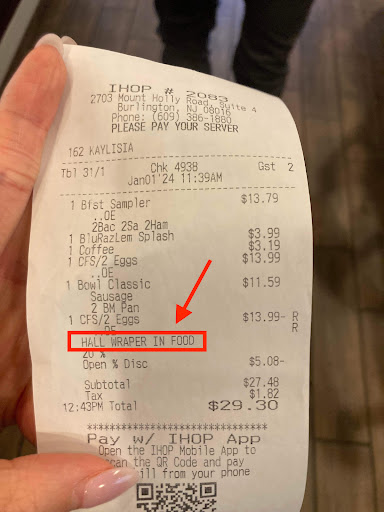 IHOP # 2083
2703 Mount Holly Road, Suite 4
Burlington, NJ 08016
Phone: (609) 386-1880
PLEASE PAY YOUR SERVER
162 KAYLISIA
Tbl 31/1 Chk 4938 Gst 2
Jan01'24 11:39AM
1 Bfst Sampler $13.79
..OE
2Bac 2Sa 2Ham
1 BluRazLem Splash $3.99
1 Coffee $3.19
1 CFS/2 Eggs $13.99
..OE
1 Bowl Classic $11.59
Sausage
2 BM Pan
1 CFS/2 Eggs $13.99- R
..OE R
HALL WRAPER IN FOOD
20 %
Open % Disc $5.08-
Subtotal $27.48
Tax $1.82
12:43PM Total $29.30
******************************
Pay w/ IHOP App
Open the IHOP Mobile App to
scan the QR Code and pay
bill from your phone